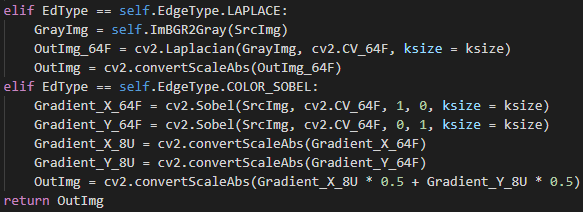 elif EdType == self.EdgeType.LAPLACE:
    GrayImg = self.ImBGR2Gray(SrcImg)
    OutImg_64F = cv2.Laplacian(GrayImg, cv2.CV_64F, ksize = ksize)
    OutImg = cv2.convertScaleAbs(OutImg_64F)
elif EdType == self.EdgeType.COLOR_SOBEL:
    Gradient_X_64F = cv2.Sobel(SrcImg, cv2.CV_64F, 1, 0, ksize = ksize)
    Gradient_Y_64F = cv2.Sobel(SrcImg, cv2.CV_64F, 0, 1, ksize = ksize)
    Gradient_X_8U = cv2.convertScaleAbs(Gradient_X_64F)
    Gradient_Y_8U = cv2.convertScaleAbs(Gradient_Y_64F)
    OutImg = cv2.convertScaleAbs(Gradient_X_8U * 0.5 + Gradient_Y_8U * 0.5)
return OutImg